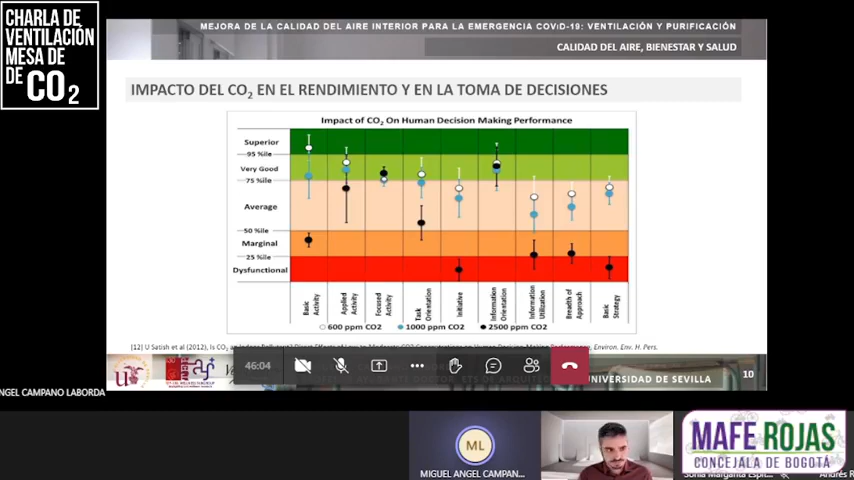 CHARLA DE
VENTILACIÓN
MESA DE
DE CO2
MEJORA DE LA CALIDAD DEL AIRE INTERIOR PARA LA EMERGENCIA COVID-19: VENTILACIÓN Y PURIFICACIÓN
CALIDAD DEL AIRE, BIENESTAR Y SALUD
IMPACTO DEL CO2 EN EL RENDIMIENTO Y EN LA TOMA DE DECISIONES
Impact of CO2 On Human Decision Making Performance
Superior
95 %ile
Very Good
75 %ile
Average
50 %ile
Marginal
25 %ile
Dysfunctional
Basic Activity
Applied Activity
Focused Activity
Task Orientation
Initiative
Information Orientation
Information Utilization
Breadth of Approach
Basic Strategy
600 ppm CO2
1000 ppm CO2
2500 ppm CO2
[12] U Satish et al (2012), Is CO2 Environ. Env. H. Pers.
46:04
UNIVERSIDAD DE SEVILLA
10
NGEL CAMPANO LABORDA
ML
MIGUEL ANGEL CAMPAN...
MAFE ROJAS
CONCEJALA DE BOGOTÁ